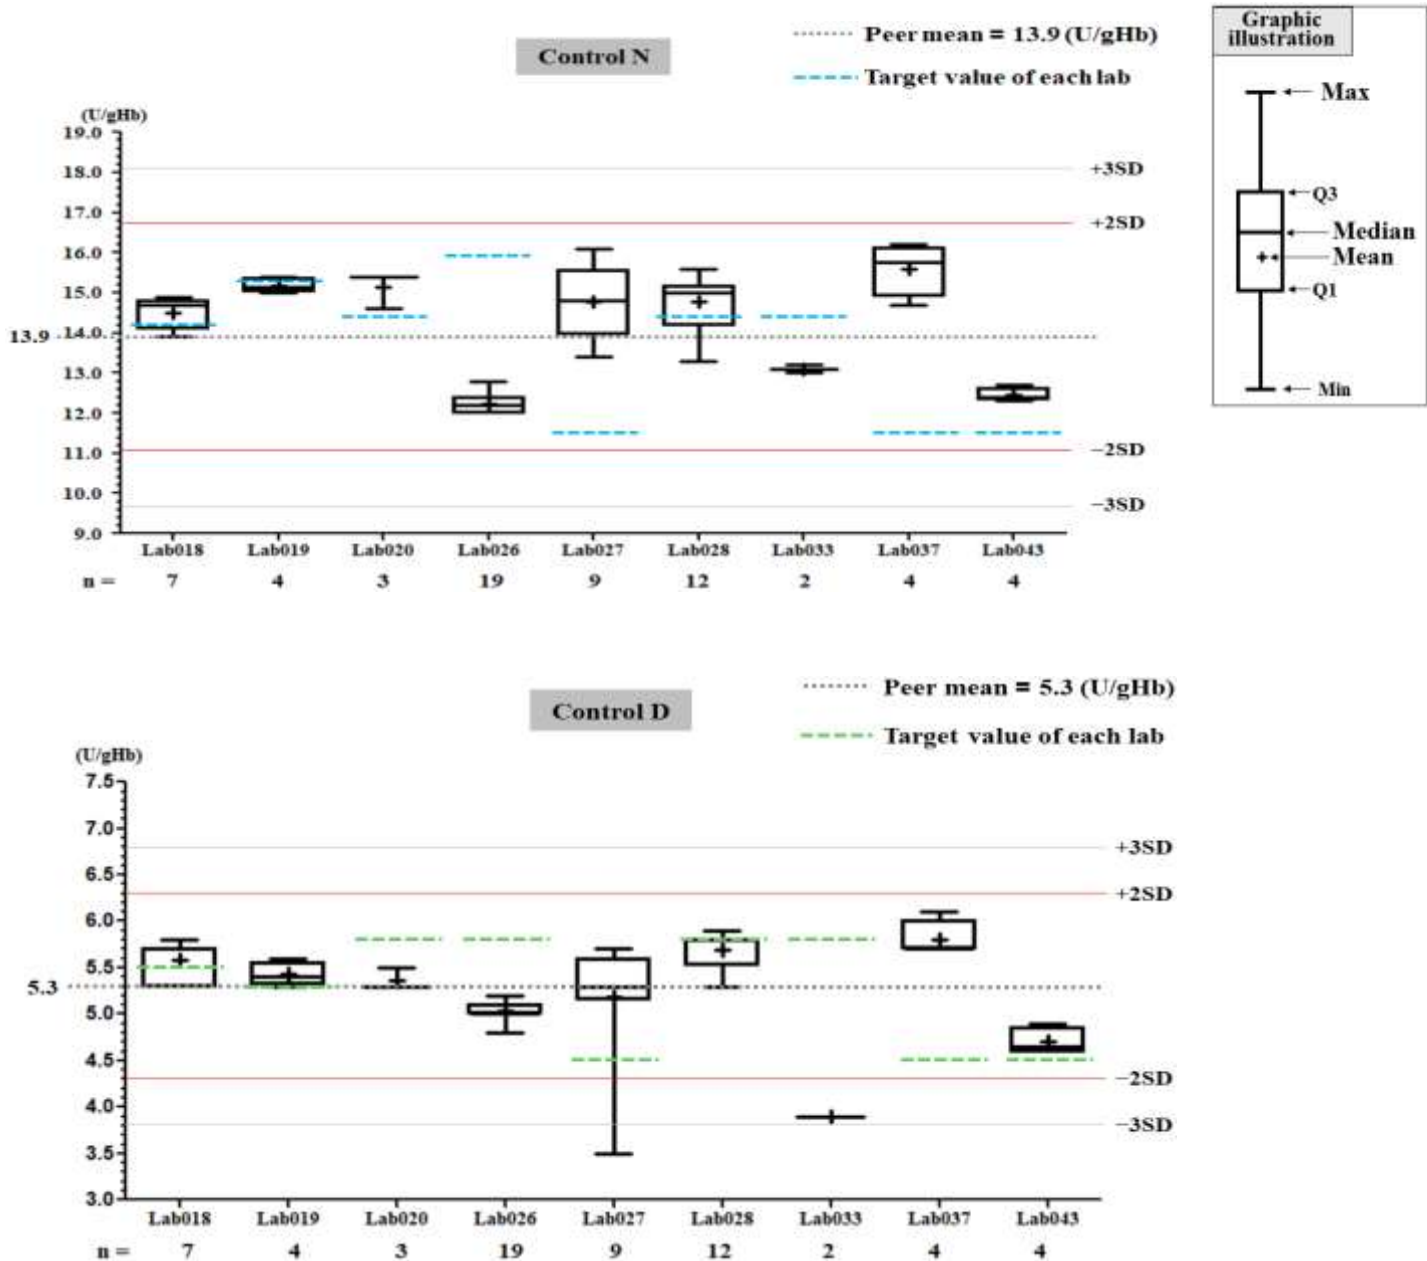 Control N
Peer mean = 13.9 (U/gHb)
Target value of each lab
Graphic
illustration
Max
Q3
Median
Mean
Q1
Min
(U/gHb)
19.0
18.0
+3SD
17.0
+2SD
16.0
15.0
14.0
13.9
13.0
12.0
11.0
−2SD
10.0
−3SD
9.0
Lab018 Lab019 Lab020 Lab026 Lab027 Lab028 Lab033 Lab037 Lab043
n = 7 4 3 19 9 12 2 4 4
Control D
Peer mean = 5.3 (U/gHb)
Target value of each lab
(U/gHb)
7.5
7.0
+3SD
6.5
+2SD
6.0
5.5
5.3
5.0
4.5
−2SD
4.0
−3SD
3.5
3.0
Lab018 Lab019 Lab020 Lab026 Lab027 Lab028 Lab033 Lab037 Lab043
n = 7 4 3 19 9 12 2 4 4